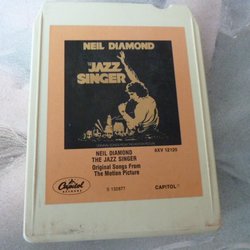 NEIL DIAMOND
THE JAZZ SINGER
8XV 12120
NEIL DIAMOND
THE JAZZ SINGER
Original Songs From
The Motion Picture
Capitol
S 132877
CAPITOL